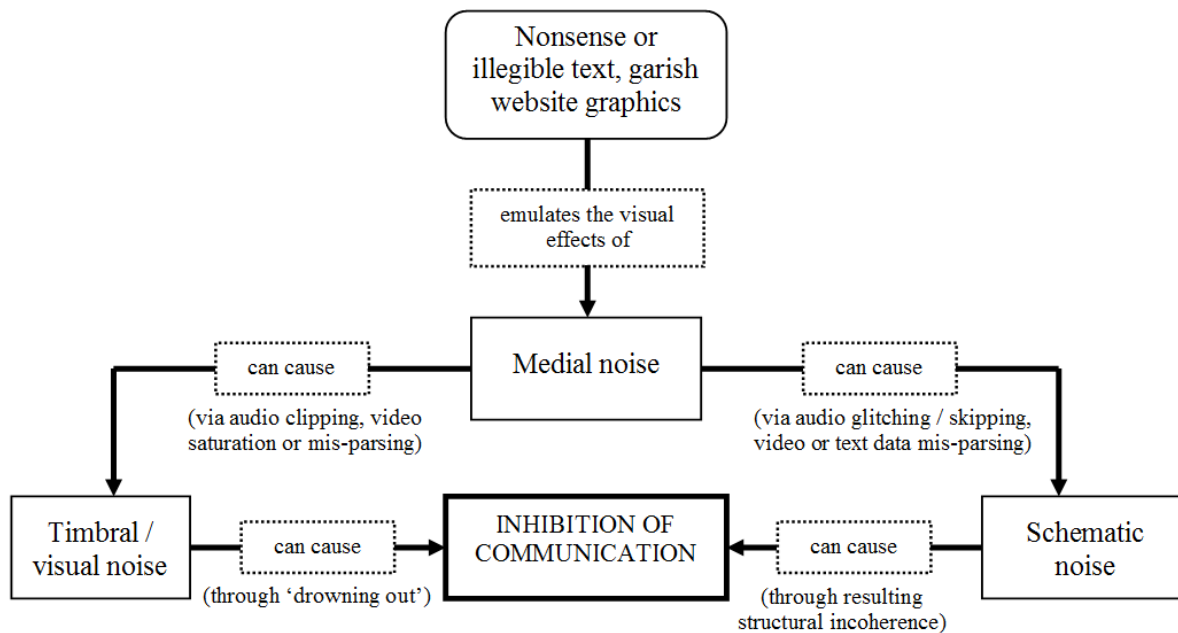 Nonsense or
illegible text, garish
website graphics
emulates the visual
effects of
Medial noise
can cause
(via audio clipping, video
saturation or mis-parsing)
can cause
(via audio glitching / skipping,
video or text data mis-parsing)
Timbral /
visual noise
can cause
(through ‘drowning out’)
INHIBITION OF
COMMUNICATION
can cause
(through resulting
structural incoherence)
Schematic
noise